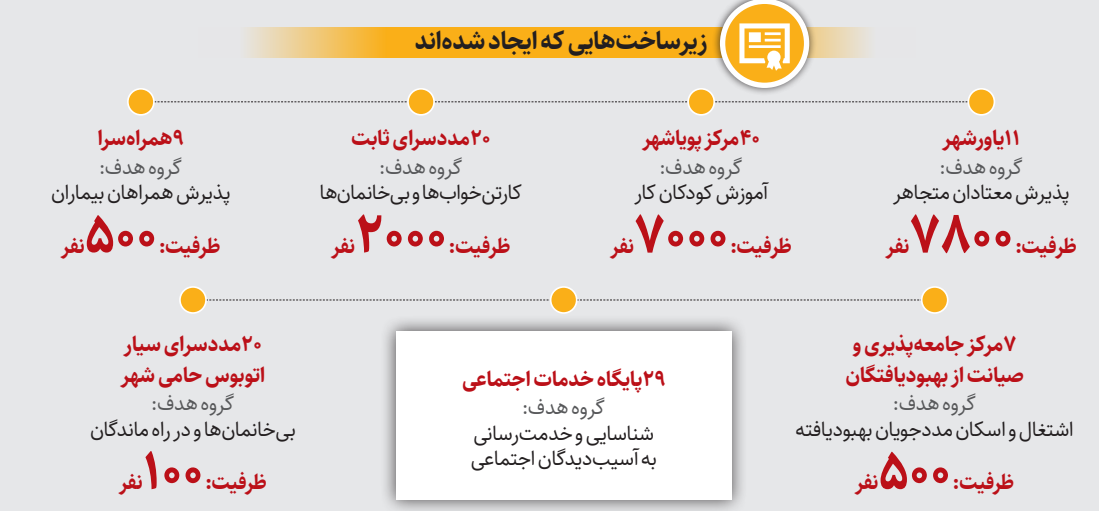 زیرساخت‌هایی که ایجاد شده‌اند
۱۱یاورشهر
گروه هدف:
پذیرش معتادان متجاهر
ظرفیت: ۷۸۰۰ نفر
۴۰مرکز پویاشهر
گروه هدف:
آموزش کودکان کار
ظرفیت: ۷۰۰۰ نفر
۲۰مددسرای ثابت
گروه هدف:
کارتن‌خواب‌ها و بی‌خانمان‌ها
ظرفیت: ۲۰۰۰ نفر
۹همراه‌سرا
گروه هدف:
پذیرش همراهان بیماران
ظرفیت: ۵۰۰ نفر
۷مرکز جامعه‌پذیری و
صیانت از بهبودیافتگان
گروه هدف:
اشتغال و اسکان مددجویان بهبودیافته
ظرفیت: ۵۰۰ نفر
۲۹پایگاه خدمات اجتماعی
گروه هدف:
شناسایی و خدمت‌رسانی
به آسیب‌دیدگان اجتماعی
۲۰مددسرای سیار
اتوبوس حامی شهر
گروه هدف:
بی‌خانمان‌ها و در راه ماندگان
ظرفیت: ۱۰۰ نفر